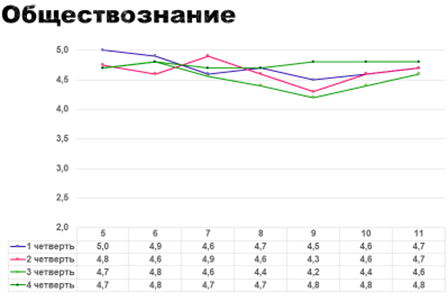 Обществознание
5,0
4,5
4,0
3,5
3,0
2,5
2,0
5 6 7 8 9 10 11
1 четверть 5,0 4,9 4,6 4,7 4,5 4,6 4,7
2 четверть 4,8 4,6 4,9 4,6 4,3 4,6 4,7
3 четверть 4,7 4,8 4,6 4,4 4,2 4,4 4,6
4 четверть 4,7 4,8 4,7 4,7 4,8 4,8 4,8